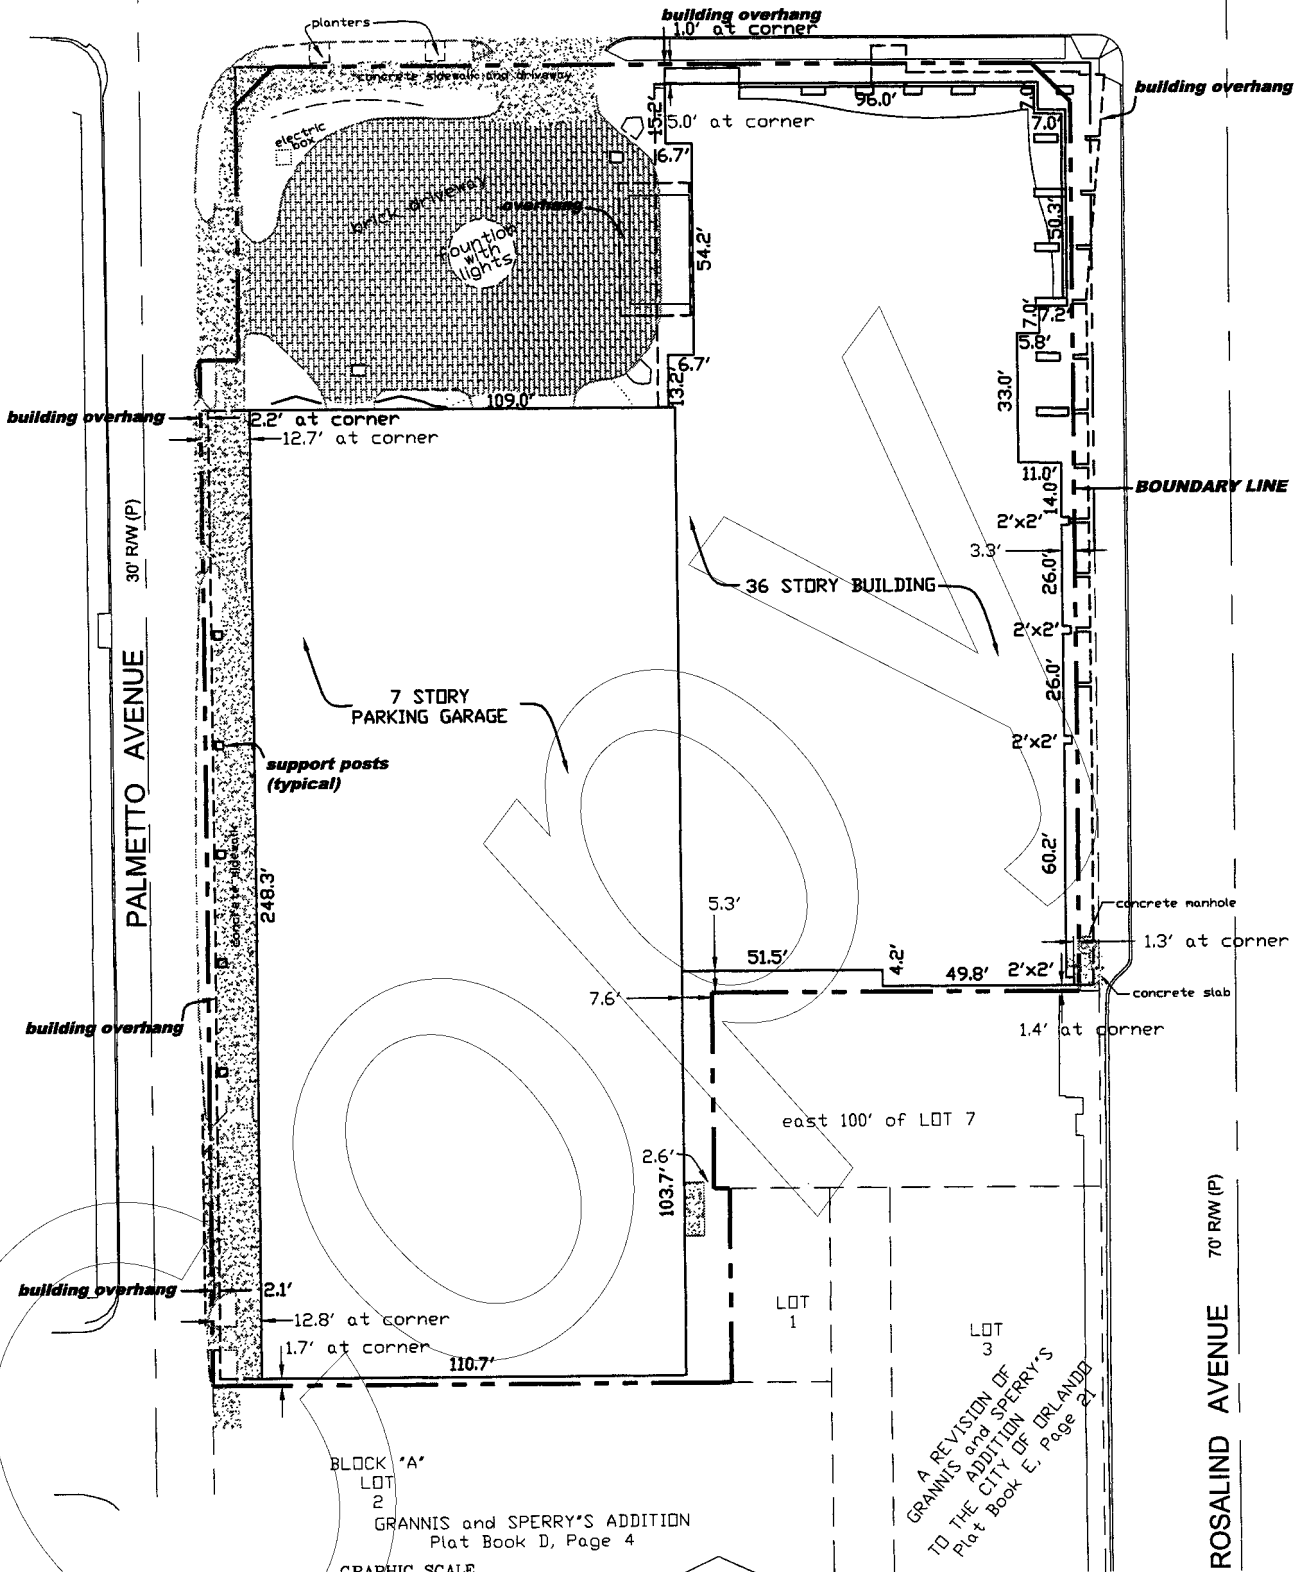 building overhang
1.0' at corner
planters
concrete sidewalk and driveway
building overhang
96.0'
7.0'
7.0'
15.2'
5.0' at corner
electric
box
6.7'
brick driveway
overhang
fountion
with
lights
54.2'
50.3'
7.0'
7.2'
5.8'
6.7'
13.2'
33.0'
109.0'
building overhang
2.2' at corner
12.7' at corner
11.0'
14.0'
BOUNDARY LINE
2'x2'
3.3'
26.0'
30' R/W (P)
36 STORY BUILDING
2'x2'
26.0'
7 STORY
PARKING GARAGE
2'x2'
support posts
(typical)
PALMETTO AVENUE
concrete sidewalk
248.3'
60.2'
5.3'
concrete manhole
1.3' at corner
51.5'
4.2'
49.8'
2'x2'
7.6'
concrete slab
building overhang
1.4' at corner
east 100' of LOT 7
2.6'
103.7'
70' R/W (P)
building overhang
2.1'
LOT
1
12.8' at corner
LOT
3
1.7' at corner
110.7'
A REVISION OF
GRANNIS and SPERRY'S
ADDITION
TO THE CITY OF ORLANDO
Plat Book E, Page 21
ROSALIND AVENUE
BLOCK "A"
LOT
2
GRANNIS and SPERRY'S ADDITION
Plat Book D, Page 4
GRAPHIC SCALE
COPY